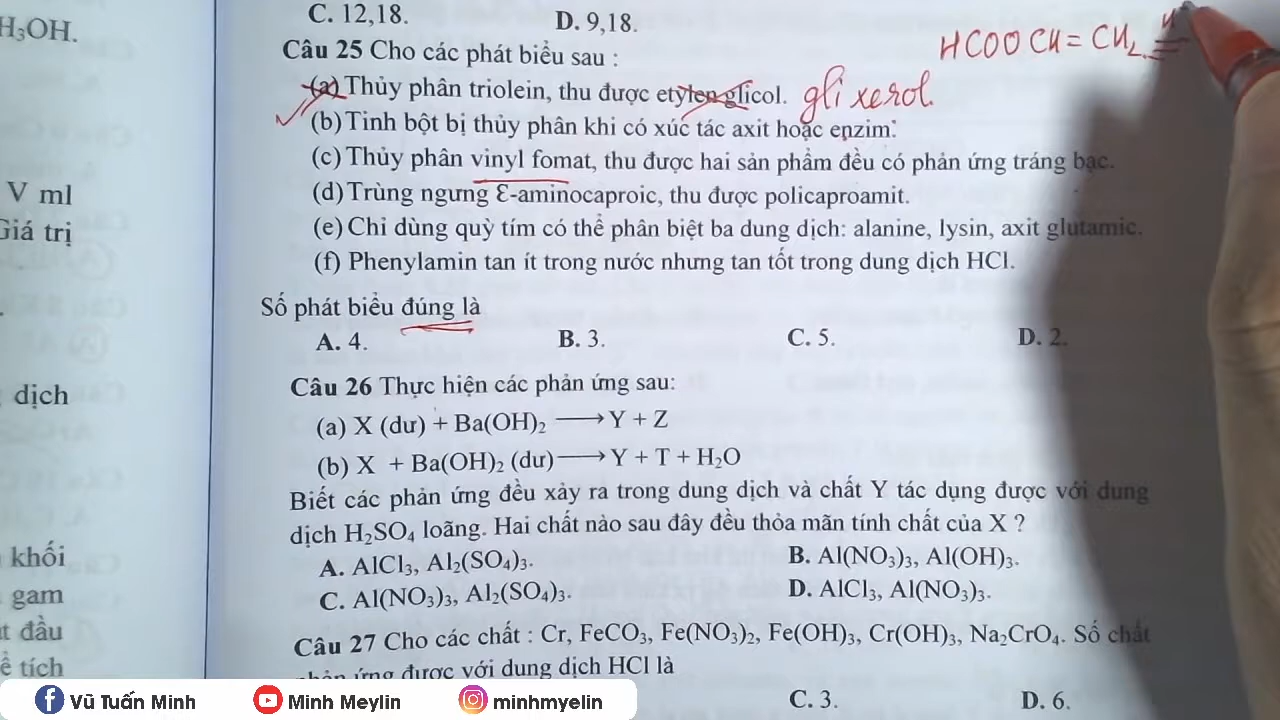 H₃OH.
C. 12,18. D. 9,18.
HCOOCH=CH₂
Câu 25 Cho các phát biểu sau :
(a) Thủy phân triolein, thu được etylen glicol. glixerol.
(b) Tinh bột bị thủy phân khi có xúc tác axit hoặc enzim.
(c) Thủy phân vinyl fomat, thu được hai sản phẩm đều có phản ứng tráng bạc.
V ml
(d) Trùng ngưng Ɛ-aminocaproic, thu được policaproamit.
Giá trị
(e) Chỉ dùng quỳ tím có thể phân biệt ba dung dịch: alanine, lysin, axit glutamic.
(f) Phenylamin tan ít trong nước nhưng tan tốt trong dung dịch HCl.
Số phát biểu đúng là
A. 4. B. 3. C. 5. D. 2.
dịch
Câu 26 Thực hiện các phản ứng sau:
(a) X (dư) + Ba(OH)₂ ⟶ Y + Z
(b) X + Ba(OH)₂ (dư) ⟶ Y + T + H₂O
Biết các phản ứng đều xảy ra trong dung dịch và chất Y tác dụng được với dung
dịch H₂SO₄ loãng. Hai chất nào sau đây đều thỏa mãn tính chất của X ?
khối
A. AlCl₃, Al₂(SO₄)₃. B. Al(NO₃)₃, Al(OH)₃.
gam
C. Al(NO₃)₃, Al₂(SO₄)₃. D. AlCl₃, Al(NO₃)₃.
t đầu
Câu 27 Cho các chất : Cr, FeCO₃, Fe(NO₃)₂, Fe(OH)₃, Cr(OH)₃, Na₂CrO₄. Số chất
ể tích
phản ứng được với dung dịch HCl là
C. 3. D. 6.
Vũ Tuấn Minh Minh Meylin minhmyelin